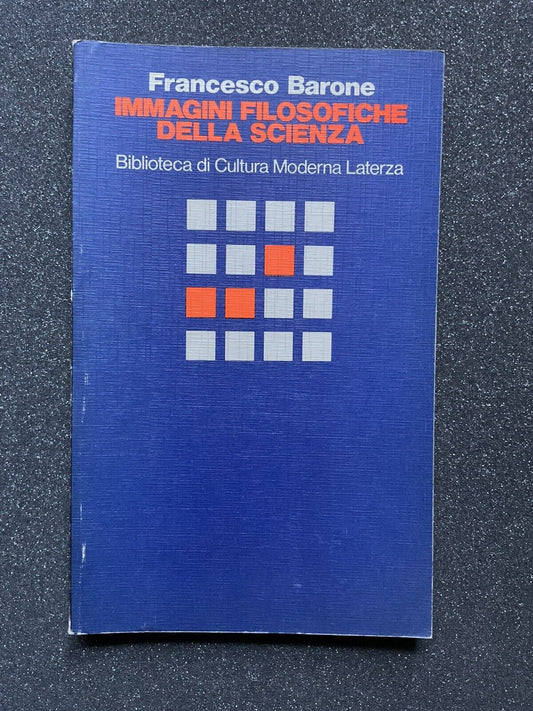 Francesco Barone
IMMAGINI FILOSOFICHE
DELLA SCIENZA
Biblioteca di Cultura Moderna Laterza